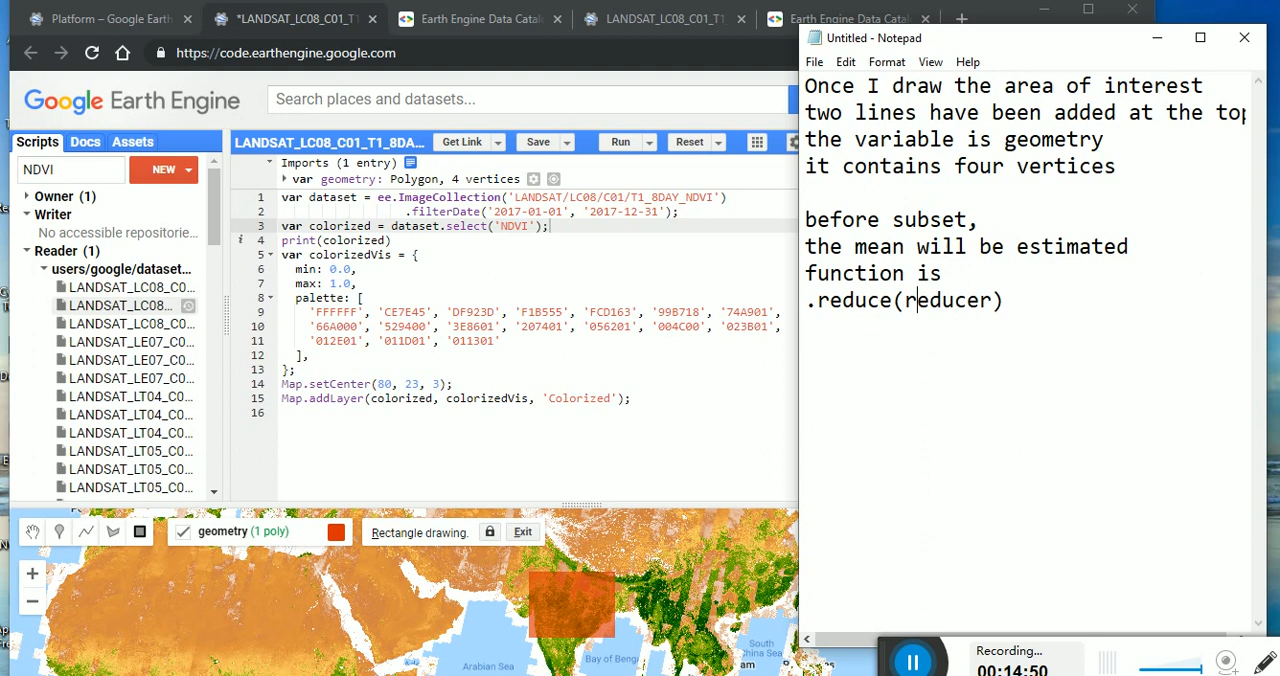 Platform – Google Earth
*LANDSAT_LC08_C01_T1
Earth Engine Data Catal
LANDSAT_LC08_C01_T1
Earth Engine Data Catal
https://code.earthengine.google.com
Google Earth Engine
Search places and datasets...
Scripts Docs Assets
NDVI
NEW
Owner (1)
Writer
No accessible repositorie...
Reader (1)
users/google/dataset...
LANDSAT_LC08_C0...
LANDSAT_LC08...
LANDSAT_LC08_C0...
LANDSAT_LE07_C0...
LANDSAT_LE07_C0...
LANDSAT_LE07_C0...
LANDSAT_LT04_C0...
LANDSAT_LT04_C0...
LANDSAT_LT04_C0...
LANDSAT_LT05_C0...
LANDSAT_LT05_C0...
LANDSAT_LT05_C0...
LANDSAT_LC08_C01_T1_8DA... Get Link Save Run Reset
Imports (1 entry)
var geometry: Polygon, 4 vertices
1 var dataset = ee.ImageCollection('LANDSAT/LC08/C01/T1_8DAY_NDVI')
2 .filterDate('2017-01-01', '2017-12-31');
3 var colorized = dataset.select('NDVI');
i 4 print(colorized)
5 var colorizedVis = {
6 min: 0.0,
7 max: 1.0,
8 palette: [
9 'FFFFFF', 'CE7E45', 'DF923D', 'F1B555', 'FCD163', '99B718', '74A901',
10 '66A000', '529400', '3E8601', '207401', '056201', '004C00', '023B01',
11 '012E01', '011D01', '011301'
12 ],
13 };
14 Map.setCenter(80, 23, 3);
15 Map.addLayer(colorized, colorizedVis, 'Colorized');
16
geometry (1 poly)
Rectangle drawing. Exit
+
−
Arabian Sea
Bay of Beng
South
China Sea
am
Untitled - Notepad
File Edit Format View Help
Once I draw the area of interest
two lines have been added at the top
the variable is geometry
it contains four vertices
before subset,
the mean will be estimated
function is
.reduce(reducer)
Recording...
00:14:50